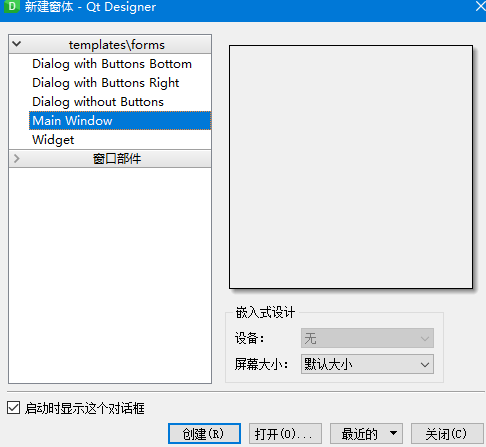 新建窗体 - Qt Designer
templates\forms
Dialog with Buttons Bottom
Dialog with Buttons Right
Dialog without Buttons
Main Window
Widget
窗口部件
嵌入式设计
设备：
无
屏幕大小：
默认大小
启动时显示这个对话框
创建(R)
打开(O)...
最近的
关闭(C)